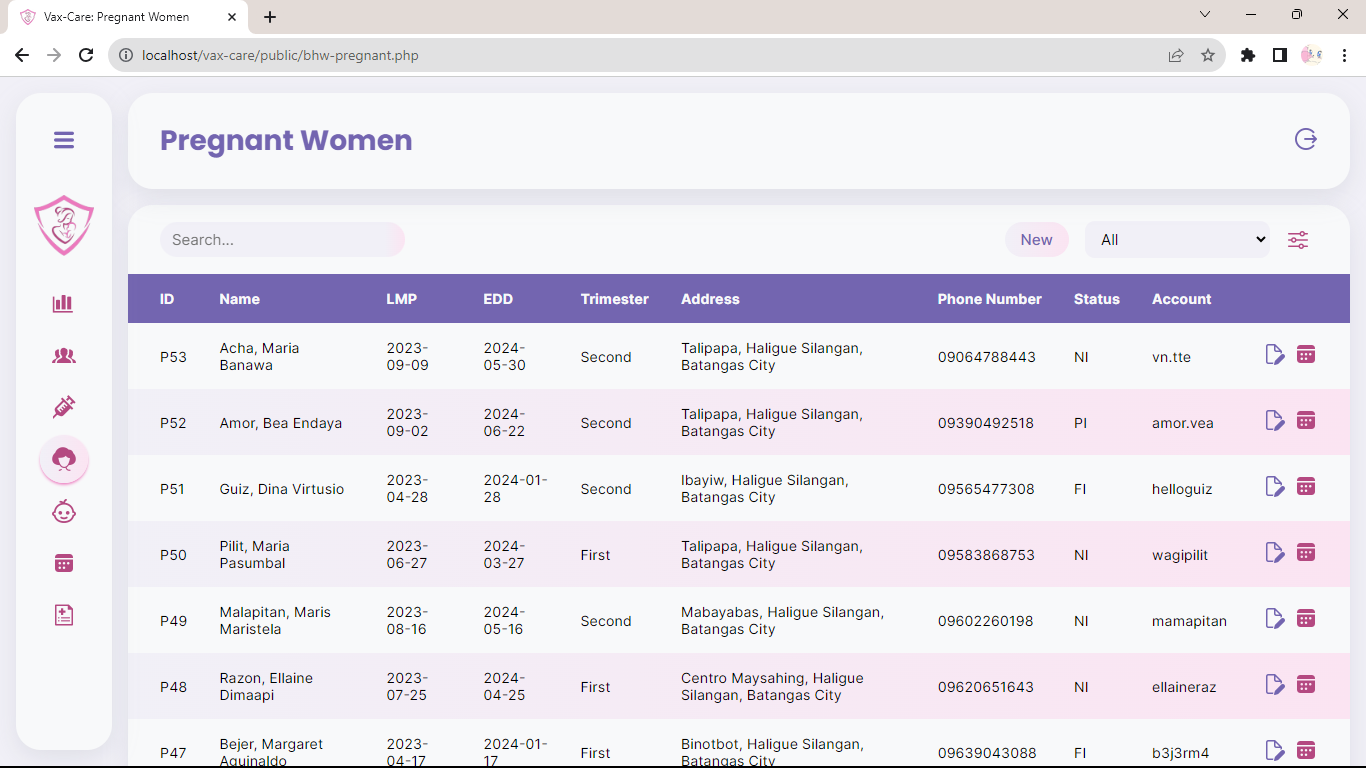 Vax-Care: Pregnant Women
localhost/vax-care/public/bhw-pregnant.php
Pregnant Women
Search...
New
All
ID Name LMP EDD Trimester Address Phone Number Status Account
P53 Acha, Maria Banawa 2023-09-09 2024-05-30 Second Talipapa, Haligue Silangan, Batangas City 09064788443 NI vn.tte
P52 Amor, Bea Endaya 2023-09-02 2024-06-22 Second Talipapa, Haligue Silangan, Batangas City 09390492518 PI amor.vea
P51 Guiz, Dina Virtusio 2023-04-28 2024-01-28 Second Ibayiw, Haligue Silangan, Batangas City 09565477308 FI helloguiz
P50 Pilit, Maria Pasumbal 2023-06-27 2024-03-27 First Talipapa, Haligue Silangan, Batangas City 09583868753 NI wagipilit
P49 Malapitan, Maris Maristela 2023-08-16 2024-05-16 Second Mabayabas, Haligue Silangan, Batangas City 09602260198 NI mamapitan
P48 Razon, Ellaine Dimaapi 2023-07-25 2024-04-25 First Centro Maysahing, Haligue Silangan, Batangas City 09620651643 NI ellaineraz
P47 Bejer, Margaret Aguinaldo 2023-04-17 2024-01-17 First Binotbot, Haligue Silangan, Batangas City 09639043088 FI b3j3rm4